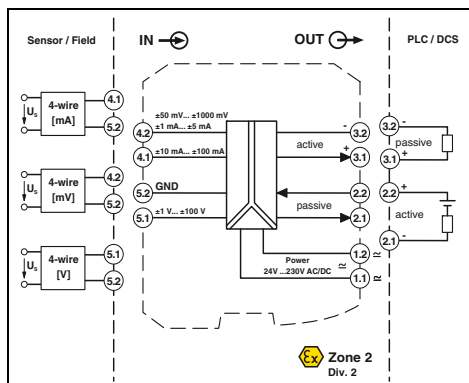 Sensor / Field
IN
OUT
PLC / DCS
Us
4-wire
[mA]
4.1
5.2
Us
4-wire
[mV]
4.2
5.2
Us
4-wire
[V]
5.1
5.2
±50 mV... ±1000 mV
±1 mA... ±5 mA
4.2
±10 mA... ±100 mA
4.1
GND
5.2
±1 V... ±100 V
5.1
-
3.2
active
+
3.1
2.2
passive
2.1
Power
24V ...230V AC/DC
≂
1.2 ≂
1.1 ≂
3.2 -
passive
3.1 +
2.2 +
active
2.1 -
Ex Zone 2
Div. 2